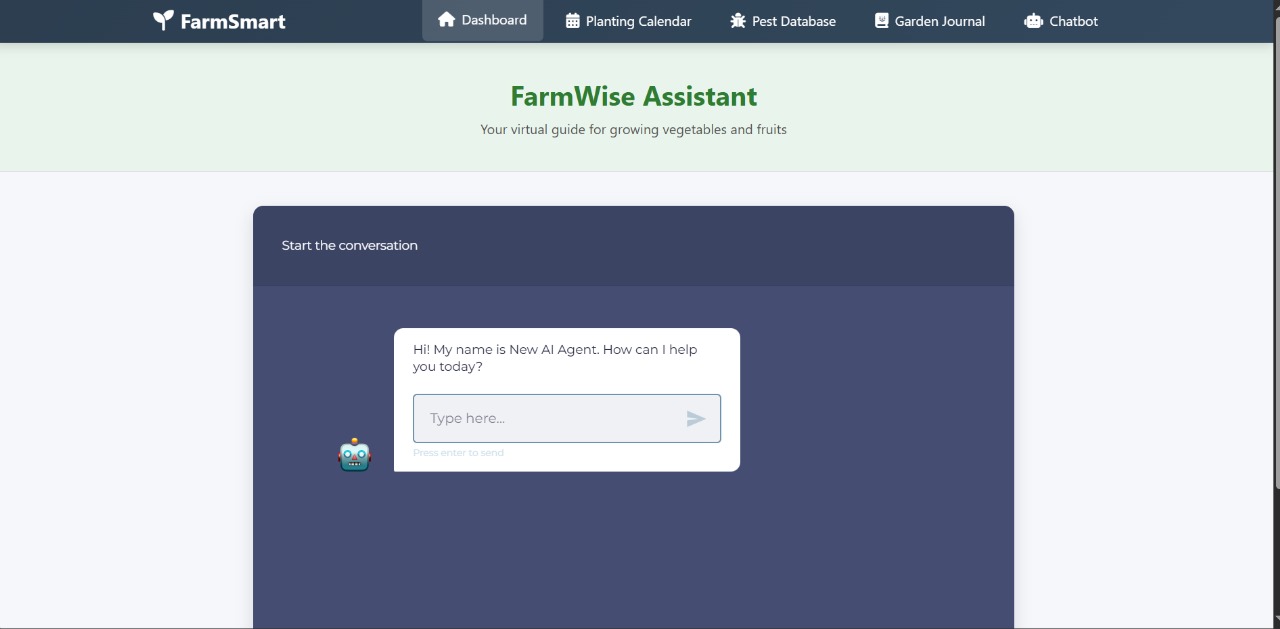 FarmSmart
Dashboard
Planting Calendar
Pest Database
Garden Journal
Chatbot
FarmWise Assistant
Your virtual guide for growing vegetables and fruits
Start the conversation
Hi! My name is New AI Agent. How can I help
you today?
Type here...
Press enter to send